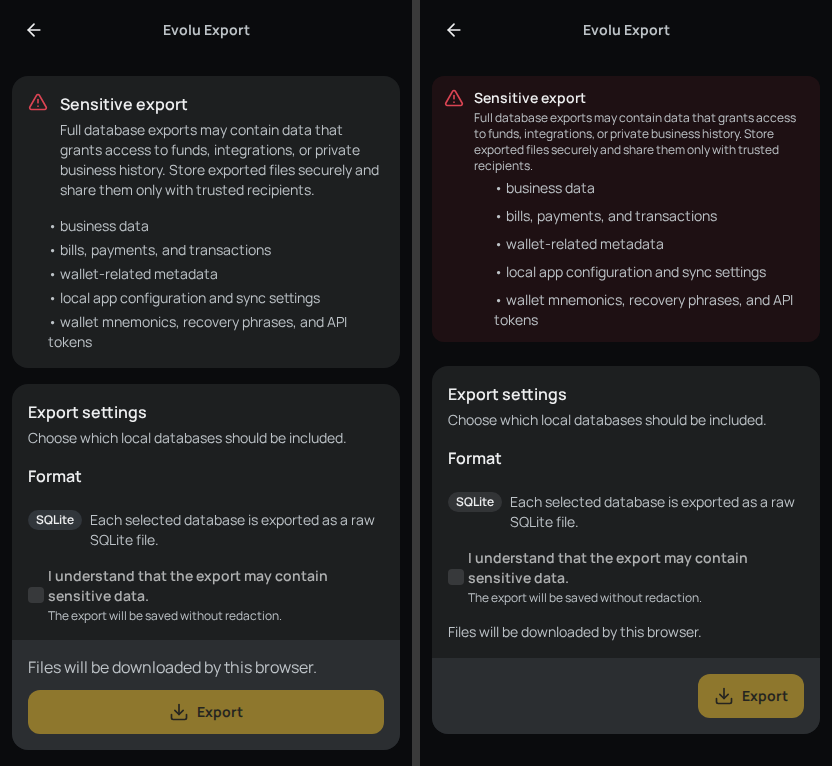 Evolu Export
Sensitive export
Full database exports may contain data that
grants access to funds, integrations, or private
business history. Store exported files securely and
share them only with trusted recipients.
• business data
• bills, payments, and transactions
• wallet-related metadata
• local app configuration and sync settings
• wallet mnemonics, recovery phrases, and API
tokens
Export settings
Choose which local databases should be included.
Format
SQLite Each selected database is exported as a raw
SQLite file.
I understand that the export may contain
sensitive data.
The export will be saved without redaction.
Files will be downloaded by this browser.
Export
Evolu Export
Sensitive export
Full database exports may contain data that grants access
to funds, integrations, or private business history. Store
exported files securely and share them only with trusted
recipients.
• business data
• bills, payments, and transactions
• wallet-related metadata
• local app configuration and sync settings
• wallet mnemonics, recovery phrases, and API
tokens
Export settings
Choose which local databases should be included.
Format
SQLite Each selected database is exported as a raw
SQLite file.
I understand that the export may contain
sensitive data.
The export will be saved without redaction.
Files will be downloaded by this browser.
Export